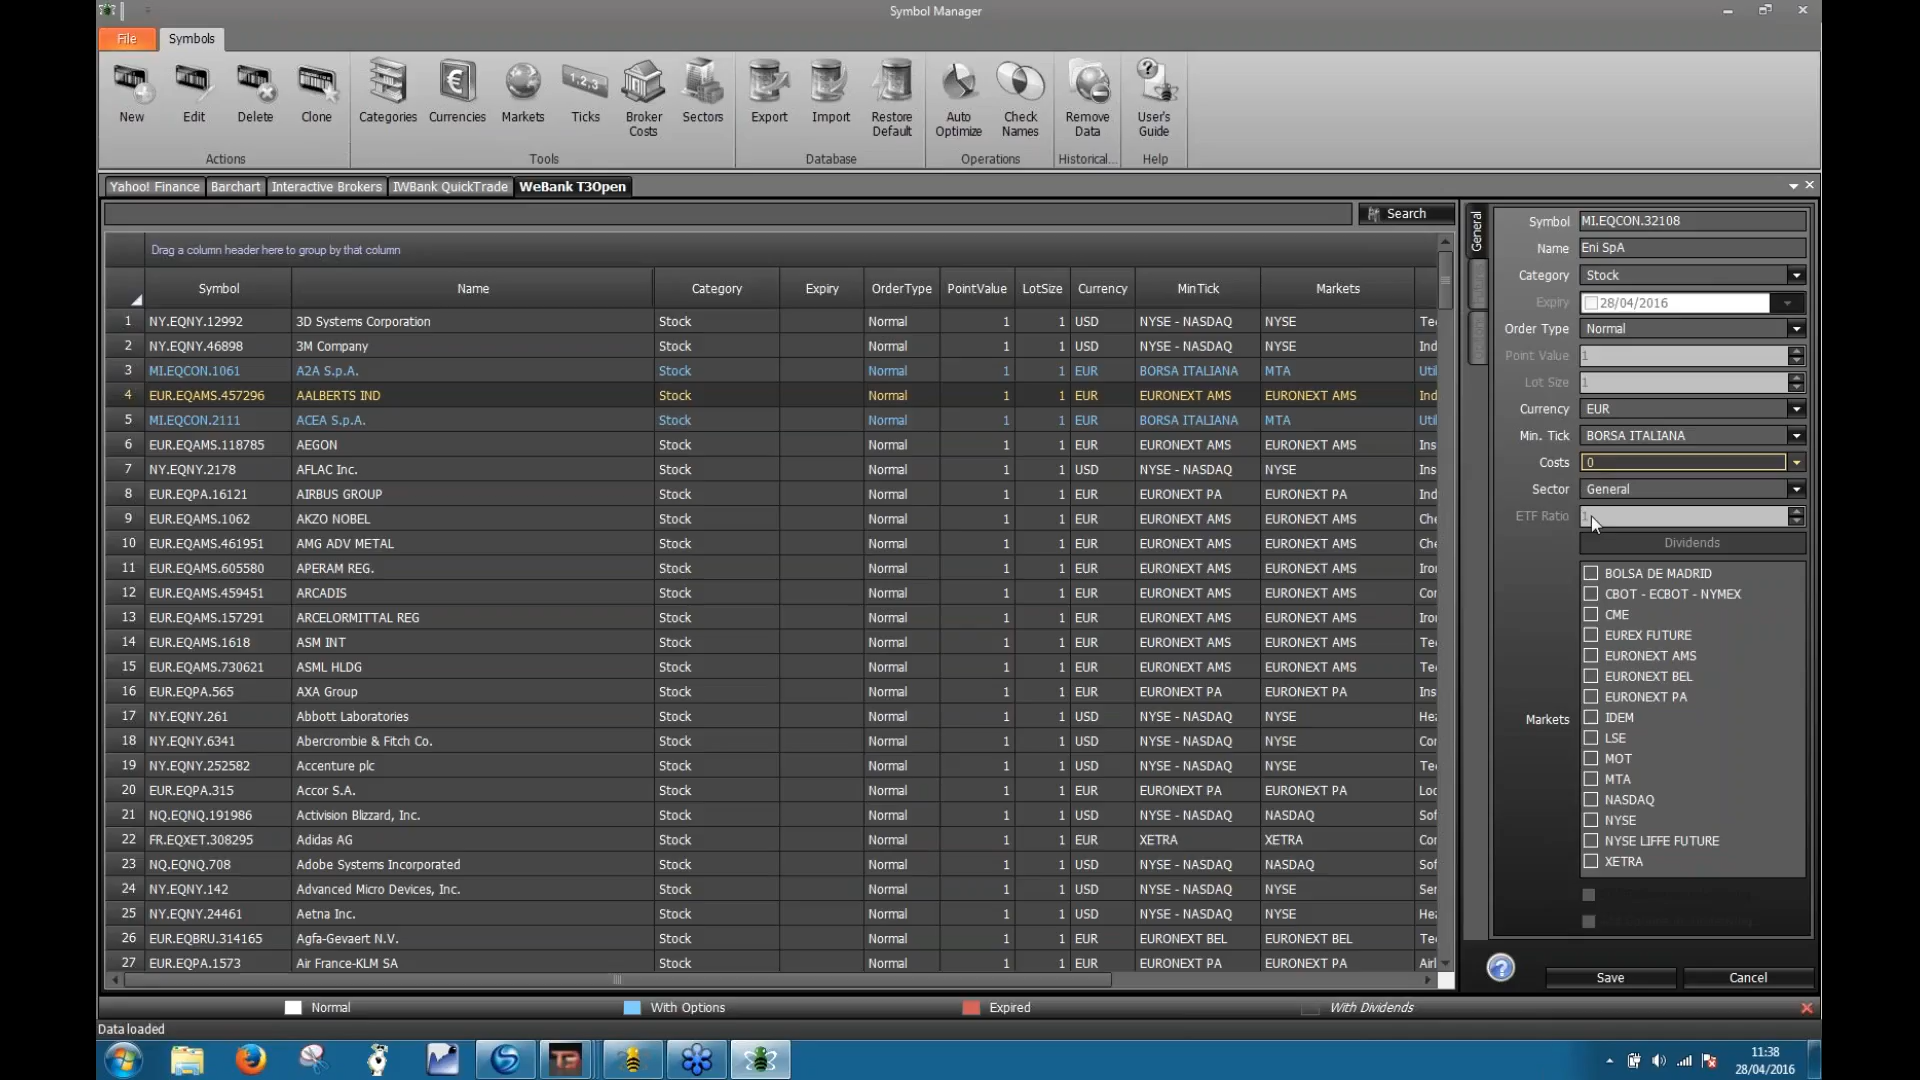 Symbol Manager
File
Symbols
New
Edit
Delete
Clone
Categories
Currencies
Markets
Ticks
Broker Costs
Sectors
Export
Import
Restore Default
Auto Optimize
Check Names
Remove Data
User's Guide
Actions
Tools
Database
Operations
Historical...
Help
Yahoo! Finance
Barchart
Interactive Brokers
IWBank QuickTrade
WeBank T3Open
Search
Drag a column header here to group by that column
Symbol Name Category Expiry OrderType PointValue LotSize Currency MinTick Markets
1 NY.EQNY.12992 3D Systems Corporation Stock Normal 1 1 USD NYSE - NASDAQ NYSE Te
2 NY.EQNY.46898 3M Company Stock Normal 1 1 USD NYSE - NASDAQ NYSE Ind
3 MI.EQCON.1061 A2A S.p.A. Stock Normal 1 1 EUR BORSA ITALIANA MTA Uti
4 EUR.EQAMS.457296 AALBERTS IND Stock Normal 1 1 EUR EURONEXT AMS EURONEXT AMS Ind
5 MI.EQCON.2111 ACEA S.p.A. Stock Normal 1 1 EUR BORSA ITALIANA MTA Uti
6 EUR.EQAMS.118785 AEGON Stock Normal 1 1 EUR EURONEXT AMS EURONEXT AMS Ins
7 NY.EQNY.2178 AFLAC Inc. Stock Normal 1 1 USD NYSE - NASDAQ NYSE Ins
8 EUR.EQPA.16121 AIRBUS GROUP Stock Normal 1 1 EUR EURONEXT PA EURONEXT PA Ind
9 EUR.EQAMS.1062 AKZO NOBEL Stock Normal 1 1 EUR EURONEXT AMS EURONEXT AMS Che
10 EUR.EQAMS.461951 AMG ADV METAL Stock Normal 1 1 EUR EURONEXT AMS EURONEXT AMS Che
11 EUR.EQAMS.605580 APERAM REG. Stock Normal 1 1 EUR EURONEXT AMS EURONEXT AMS Iro
12 EUR.EQAMS.459451 ARCADIS Stock Normal 1 1 EUR EURONEXT AMS EURONEXT AMS Con
13 EUR.EQAMS.157291 ARCELORMITTAL REG Stock Normal 1 1 EUR EURONEXT AMS EURONEXT AMS Iro
14 EUR.EQAMS.1618 ASM INT Stock Normal 1 1 EUR EURONEXT AMS EURONEXT AMS Te
15 EUR.EQAMS.730621 ASML HLDG Stock Normal 1 1 EUR EURONEXT AMS EURONEXT AMS Te
16 EUR.EQPA.565 AXA Group Stock Normal 1 1 EUR EURONEXT PA EURONEXT PA Ins
17 NY.EQNY.261 Abbott Laboratories Stock Normal 1 1 USD NYSE - NASDAQ NYSE Hea
18 NY.EQNY.6341 Abercrombie & Fitch Co. Stock Normal 1 1 USD NYSE - NASDAQ NYSE Con
19 NY.EQNY.252582 Accenture plc Stock Normal 1 1 USD NYSE - NASDAQ NYSE Te
20 EUR.EQPA.315 Accor S.A. Stock Normal 1 1 EUR EURONEXT PA EURONEXT PA Loc
21 NQ.EQNQ.191986 Activision Blizzard, Inc. Stock Normal 1 1 USD NYSE - NASDAQ NASDAQ Sof
22 FR.EQXET.308295 Adidas AG Stock Normal 1 1 EUR XETRA XETRA Con
23 NQ.EQNQ.708 Adobe Systems Incorporated Stock Normal 1 1 USD NYSE - NASDAQ NASDAQ Sof
24 NY.EQNY.142 Advanced Micro Devices, Inc. Stock Normal 1 1 USD NYSE - NASDAQ NYSE Ser
25 NY.EQNY.24461 Aetna Inc. Stock Normal 1 1 USD NYSE - NASDAQ NYSE Hea
26 EUR.EQBRU.314165 Agfa-Gevaert N.V. Stock Normal 1 1 EUR EURONEXT BEL EURONEXT BEL Te
27 EUR.EQPA.1573 Air France-KLM SA Stock Normal 1 1 EUR EURONEXT PA EURONEXT PA Air
General
Symbol MI.EQCON.32108
Name Eni SpA
Category Stock
Expiry 28/04/2016
Order Type Normal
Point Value 1
Lot Size 1
Currency EUR
Min. Tick BORSA ITALIANA
Costs 0
Sector General
ETF Ratio 1
Dividends
Markets
BOLSA DE MADRID
CBOT - ECBOT - NYMEX
CME
EUREX FUTURE
EURONEXT AMS
EURONEXT BEL
EURONEXT PA
IDEM
LSE
MOT
MTA
NASDAQ
NYSE
NYSE LIFFE FUTURE
XETRA
Save
Cancel
Normal
With Options
Expired
With Dividends
Data loaded
11:38
28/04/2016